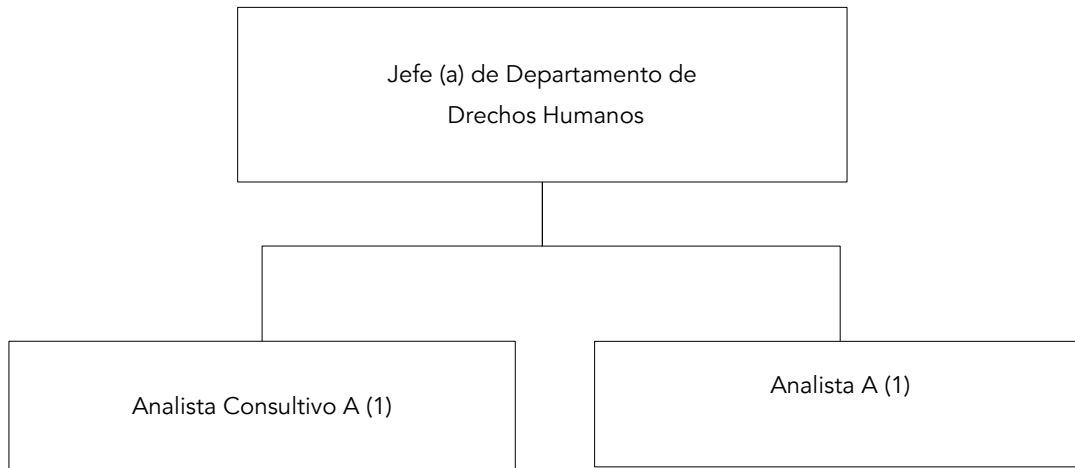 Jefe (a) de Departamento de
Drechos Humanos
Analista Consultivo A (1)
Analista A (1)